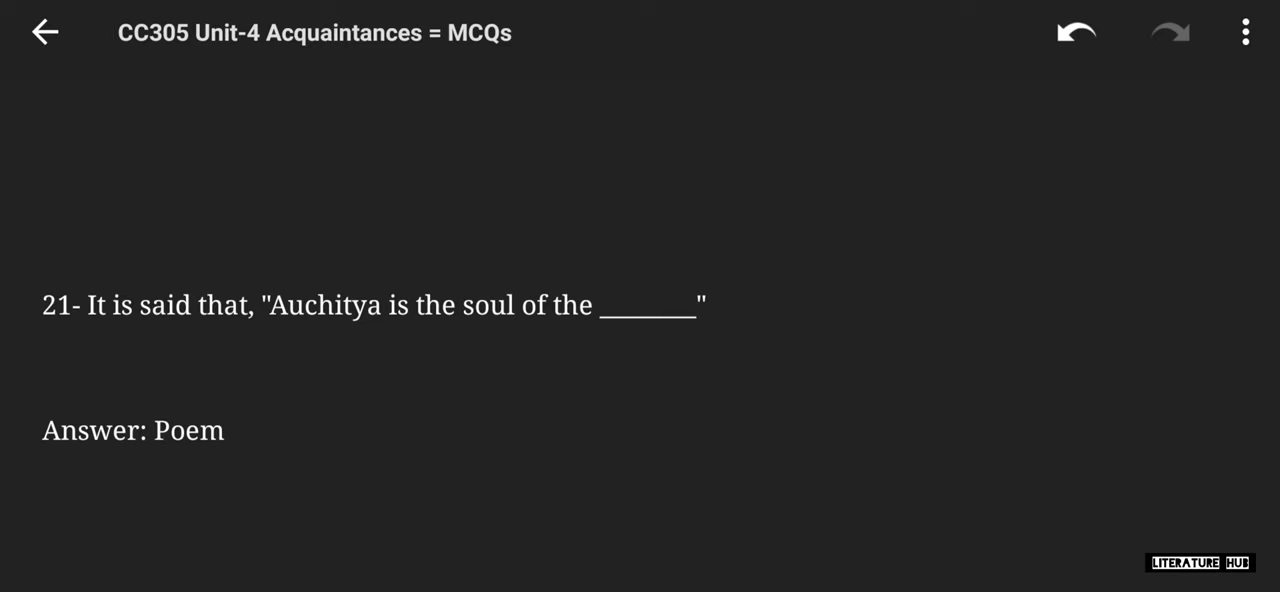 CC305 Unit-4 Acquaintances = MCQs
21- It is said that, "Auchitya is the soul of the _______"
Answer: Poem
LITERATURE HUB